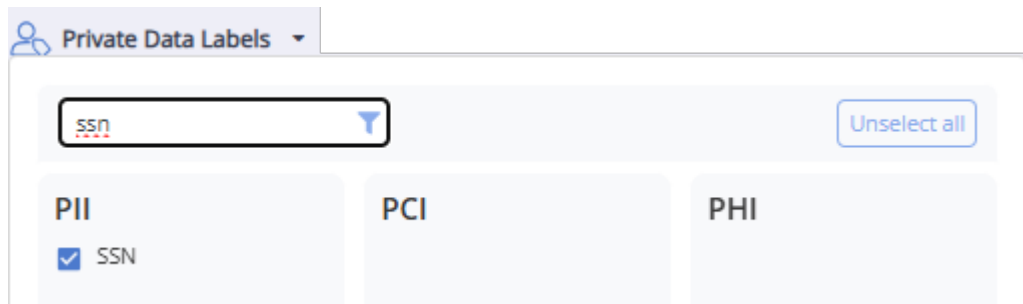 Private Data Labels
ssn
Unselect all
PII
PCI
PHI
SSN